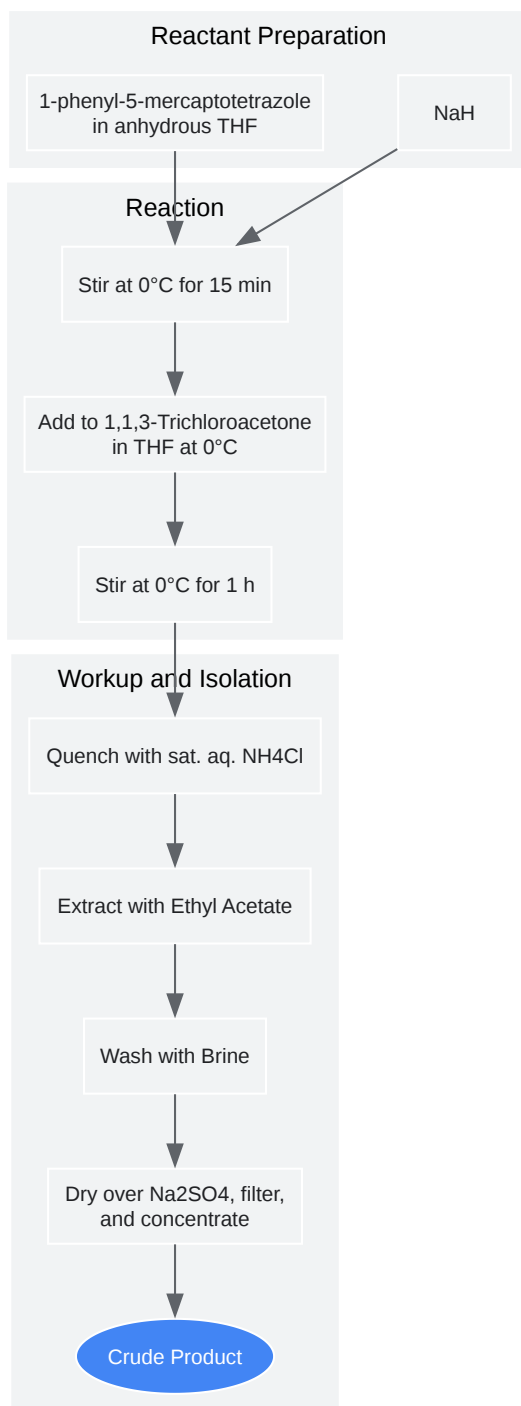 Reactant Preparation
1-phenyl-5-mercaptotetrazole
in anhydrous THF
NaH
Reaction
Stir at 0°C for 15 min
Add to 1,1,3-Trichloroacetone
in THF at 0°C
Stir at 0°C for 1 h
Workup and Isolation
Quench with sat. aq. NH4Cl
Extract with Ethyl Acetate
Wash with Brine
Dry over Na2SO4, filter,
and concentrate
Crude Product